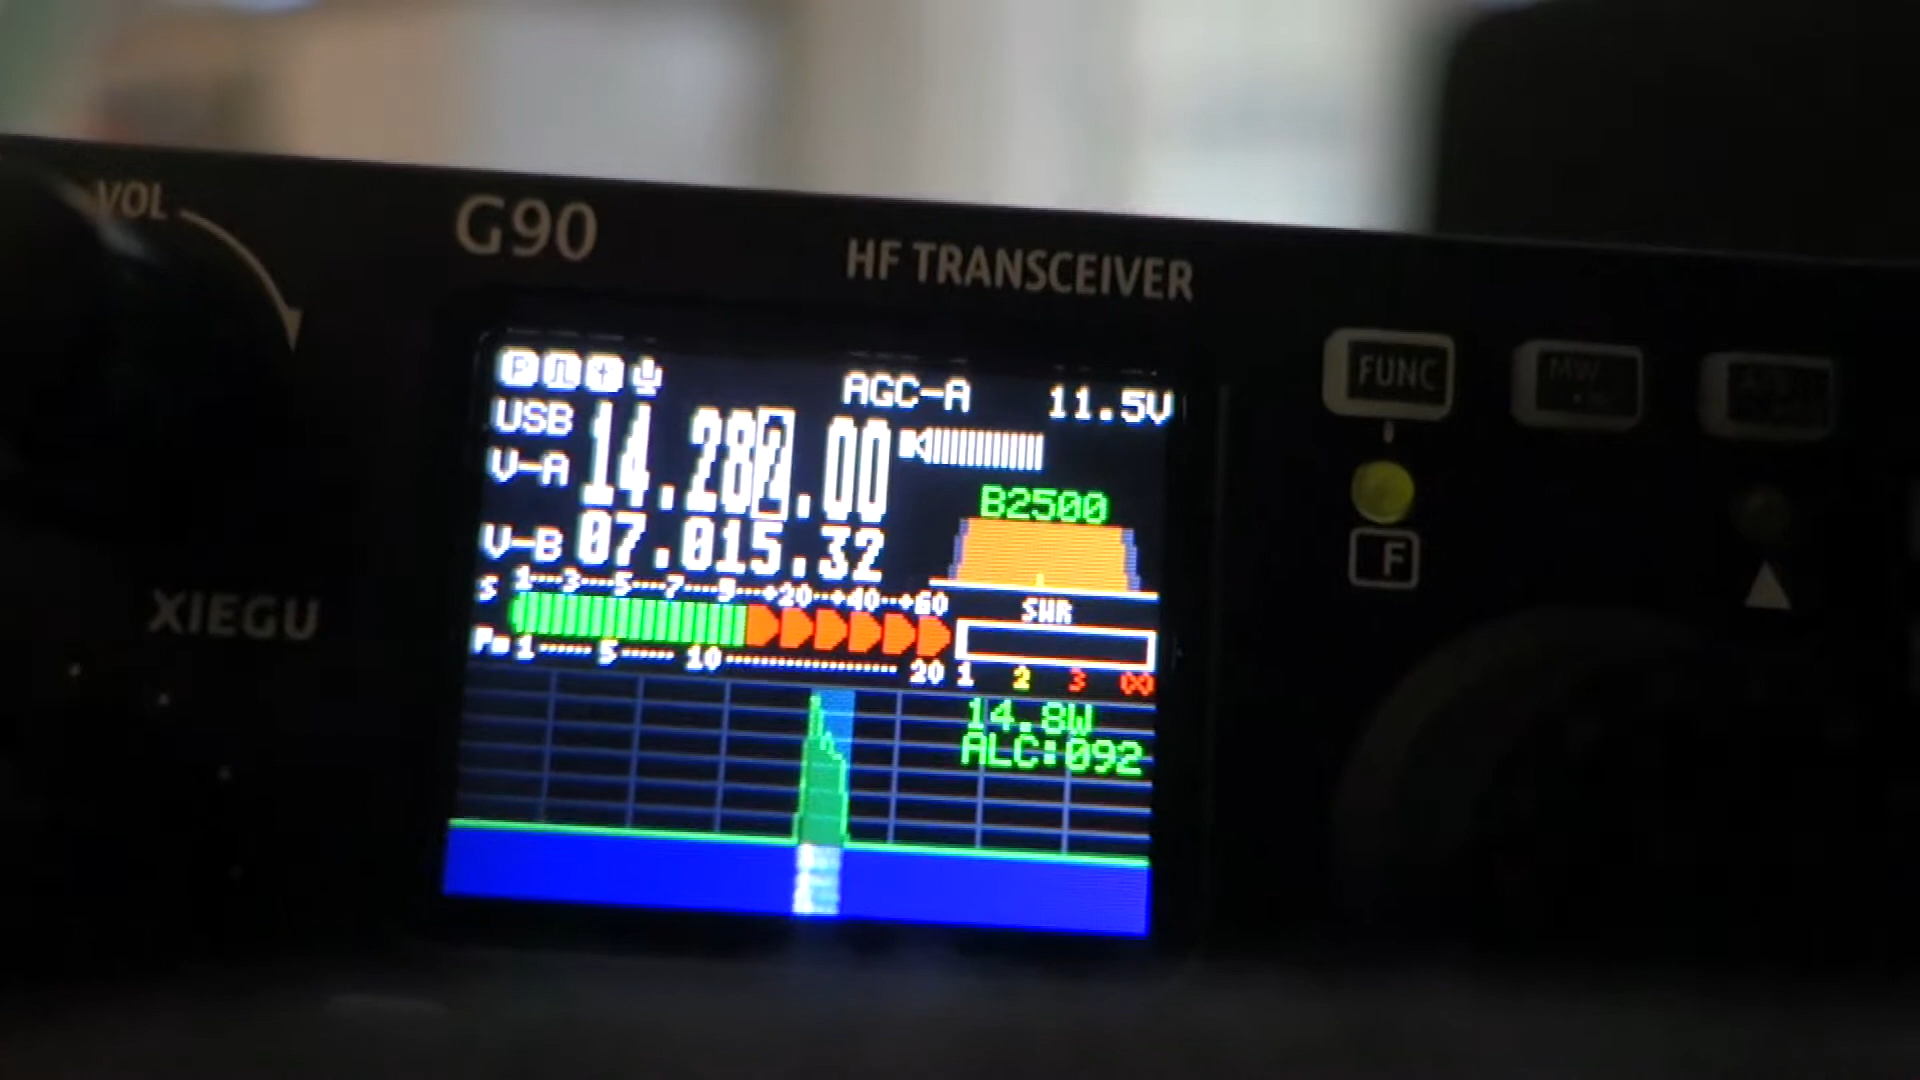 VOL
G90
HF TRANSCEIVER
FUNC
P
AGC-A
11.5V
USB
V-A 14.280.00
B2500
V-B 07.015.32
F
XIEGU
S 1 3 5 7 9 +20 +40 +60
SWR
Po 1 5 10 20
1 2 3 ∞
14.8W
ALC:092